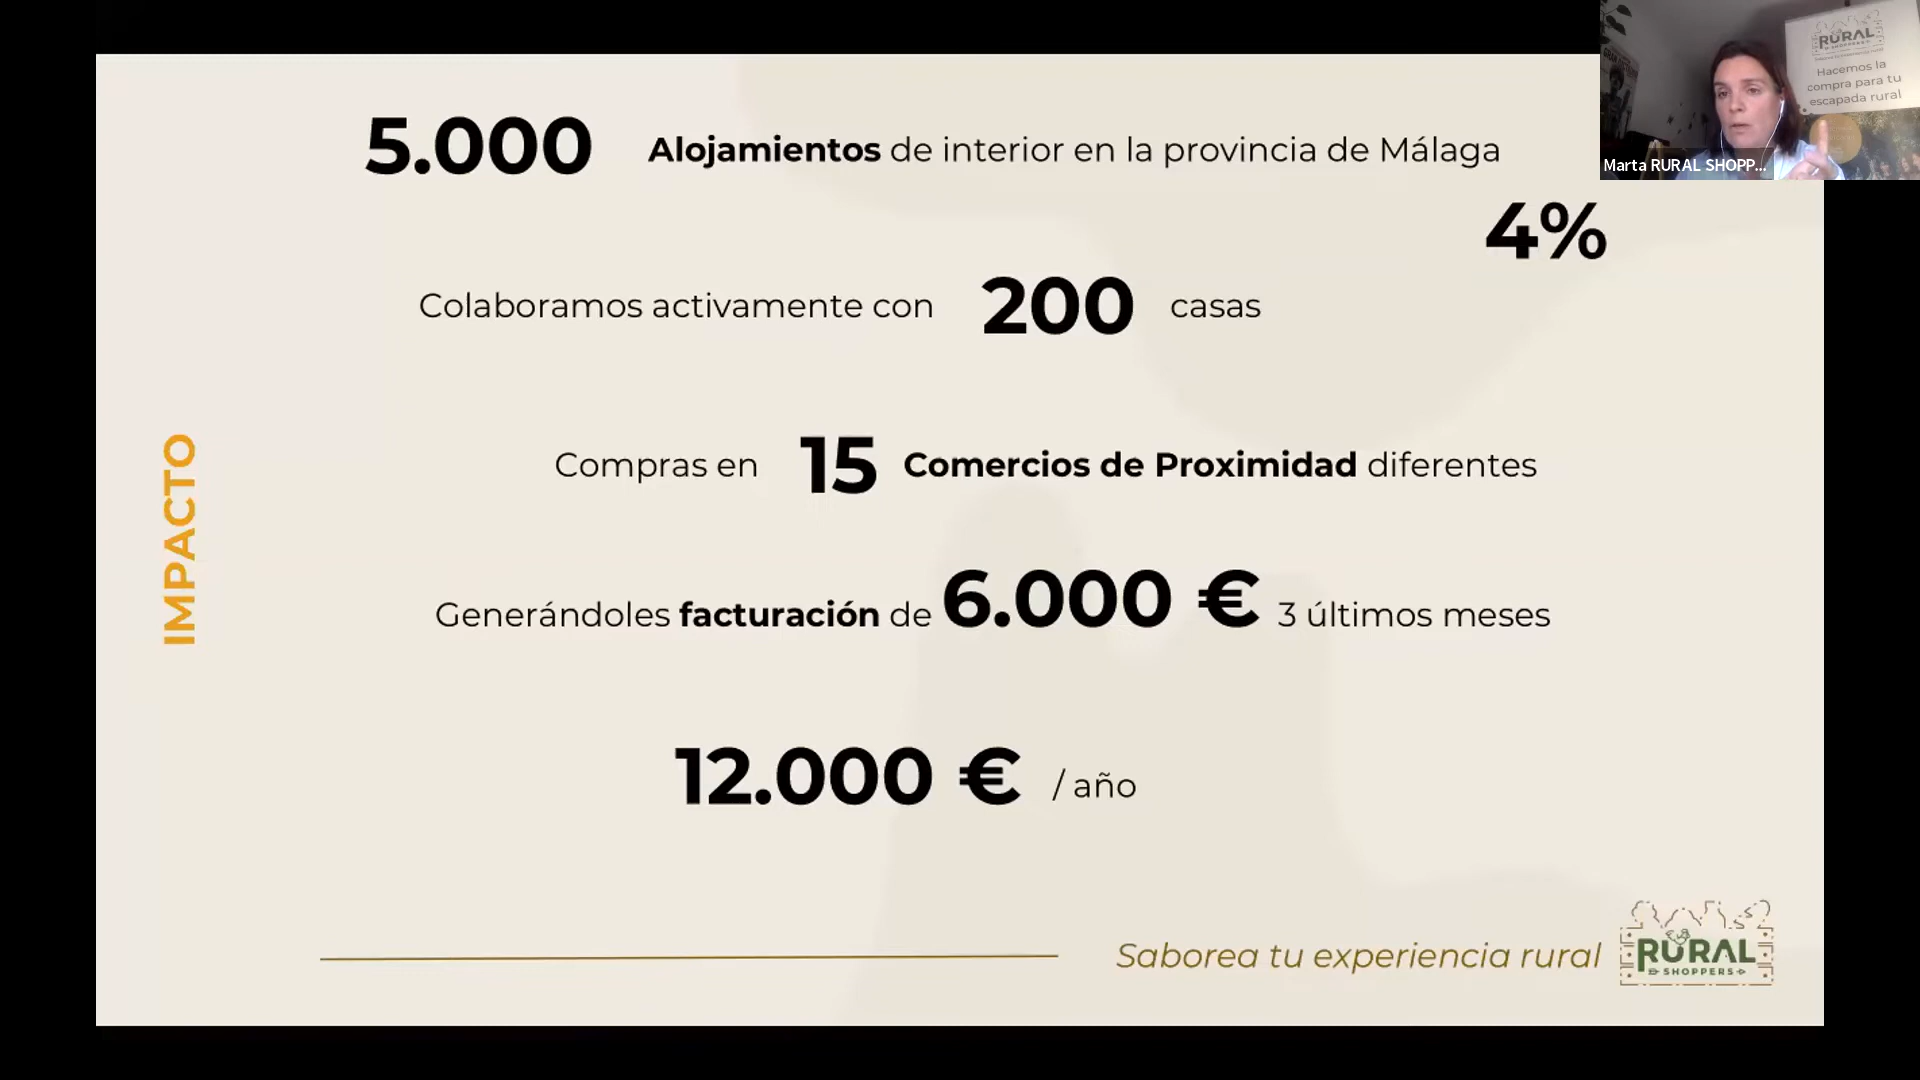 5.000 Alojamientos de interior en la provincia de Málaga
4%
Colaboramos activamente con 200 casas
Compras en 15 Comercios de Proximidad diferentes
IMPACTO
Generándoles facturación de 6.000 € 3 últimos meses
12.000 € / año
Saborea tu experiencia rural
RURAL
SHOPPERS
RURAL
SHOPPERS
Hacemos la
compra para tu
escapada rural
Marta RURAL SHOPP...